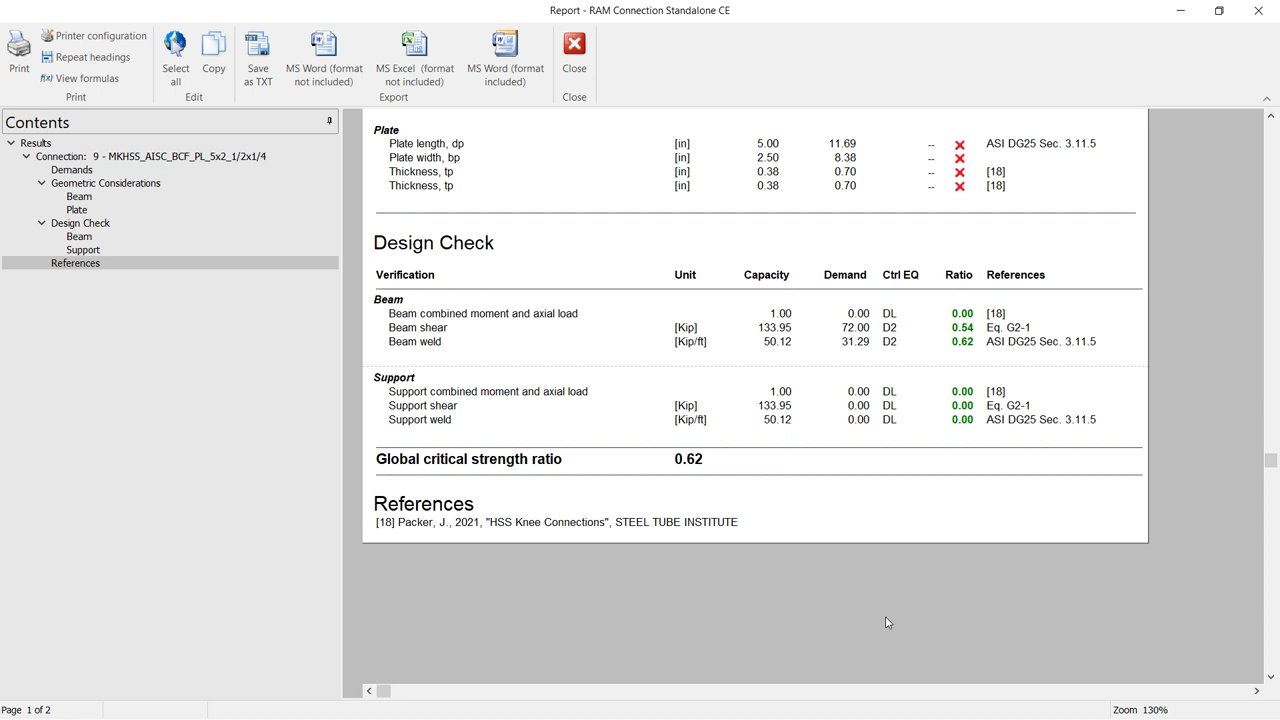 Report - RAM Connection Standalone CE
Print
Printer configuration
Repeat headings
f(x) View formulas
Print
Select all
Copy
Edit
Save as TXT
MS Word (format not included)
MS Excel (format not included)
MS Word (format included)
Export
Close
Close
Contents
Results
Connection: 9 - MKHSS_AISC_BCF_PL_5x2_1/2x1/4
Demands
Geometric Considerations
Beam
Plate
Design Check
Beam
Support
References
Plate
Plate length, dp [in] 5.00 11.69 -- ASI DG25 Sec. 3.11.5
Plate width, bp [in] 2.50 8.38 --
Thickness, tp [in] 0.38 0.70 -- [18]
Thickness, tp [in] 0.38 0.70 -- [18]
Design Check
Verification Unit Capacity Demand Ctrl EQ Ratio References
Beam
Beam combined moment and axial load 1.00 0.00 DL 0.00 [18]
Beam shear [Kip] 133.95 72.00 D2 0.54 Eq. G2-1
Beam weld [Kip/ft] 50.12 31.29 D2 0.62 ASI DG25 Sec. 3.11.5
Support
Support combined moment and axial load 1.00 0.00 DL 0.00 [18]
Support shear [Kip] 133.95 0.00 DL 0.00 Eq. G2-1
Support weld [Kip/ft] 50.12 0.00 DL 0.00 ASI DG25 Sec. 3.11.5
Global critical strength ratio 0.62
References
[18] Packer, J., 2021, "HSS Knee Connections", STEEL TUBE INSTITUTE
Page 1 of 2
Zoom 130%